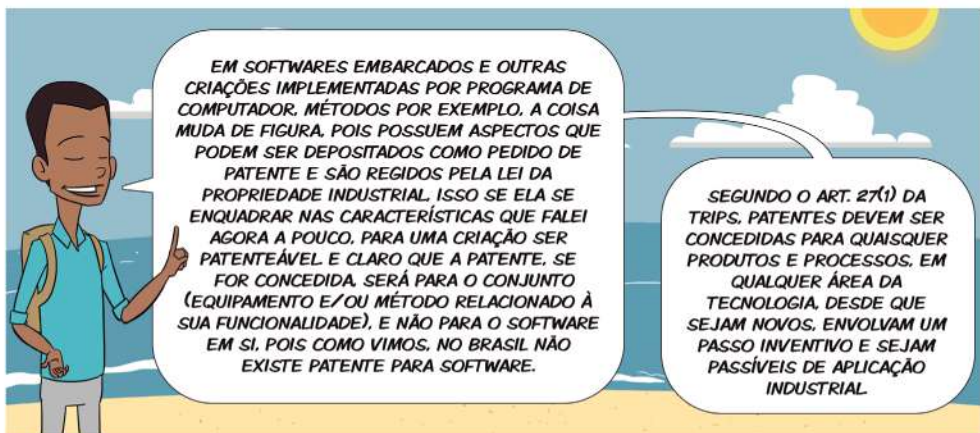 EM SOFTWARES EMBARCADOS E OUTRAS
CRIAÇÕES IMPLEMENTADAS POR PROGRAMA DE
COMPUTADOR, MÉTODOS POR EXEMPLO, A COISA
MUDA DE FIGURA, POIS POSSUEM ASPECTOS QUE
PODEM SER DEPOSITADOS COMO PEDIDO DE
PATENTE E SÃO REGIDOS PELA LEI DA
PROPRIEDADE INDUSTRIAL, ISSO SE ELA SE
ENQUADRAR NAS CARACTERÍSTICAS QUE FALEI
AGORA A POUCO, PARA UMA CRIAÇÃO SER
PATENTEÁVEL. E CLARO QUE A PATENTE, SE
FOR CONCEDIDA, SERÁ PARA O CONJUNTO
(EQUIPAMENTO E/OU MÉTODO RELACIONADO À
SUA FUNCIONALIDADE), E NÃO PARA O SOFTWARE
EM SI, POIS COMO VIMOS, NO BRASIL NÃO
EXISTE PATENTE PARA SOFTWARE.
SEGUNDO O ART. 27(1) DA
TRIPS, PATENTES DEVEM SER
CONCEDIDAS PARA QUAISQUER
PRODUTOS E PROCESSOS, EM
QUALQUER ÁREA DA
TECNOLOGIA, DESDE QUE
SEJAM NOVOS, ENVOLVAM UM
PASSO INVENTIVO E SEJAM
PASSÍVEIS DE APLICAÇÃO
INDUSTRIAL.